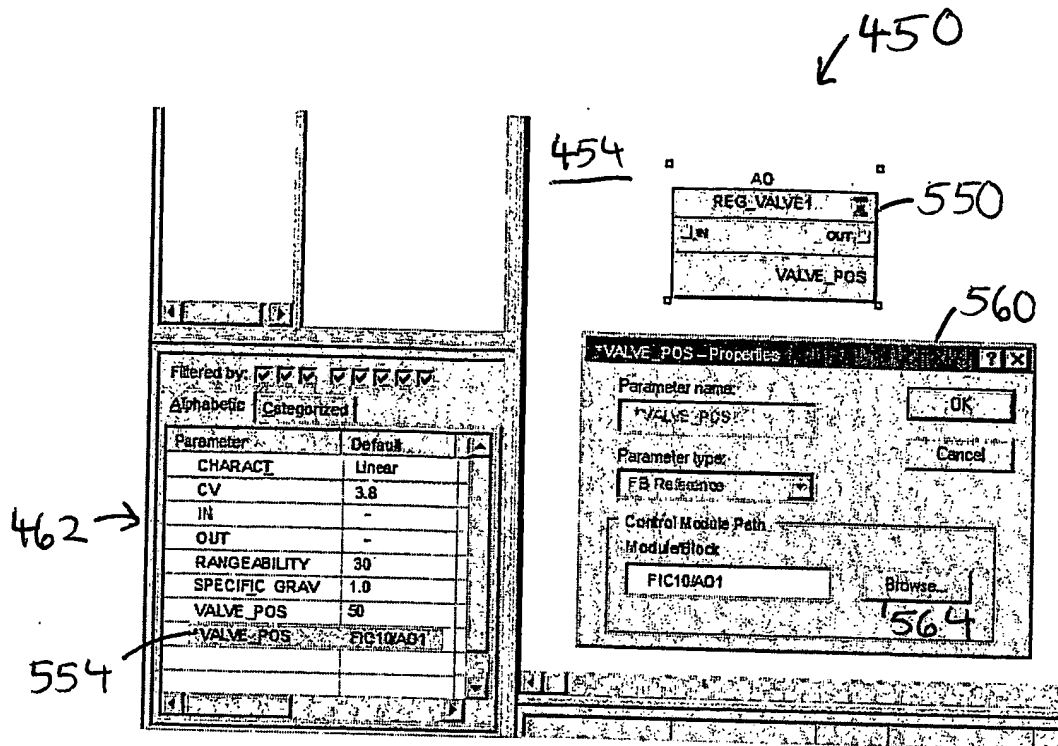 450
454
AO
REG_VALVE1
550
IN OUT
VALVE_POS
560
*VALVE_POS – Properties ? X
Parameter name:
*VALVE_POS
OK
Cancel
Parameter type:
FB Reference
Control Module Path
Module/Block
FIC10/AO1
Browse...
564
Filtered by:
Alphabetic Categorized
Parameter Default
CHARACT Linear
CV 3.8
IN -
OUT -
RANGEABILITY 30
SPECIFIC GRAV 1.0
VALVE_POS 50
*VALVE_POS FIC10/AO1
462
554